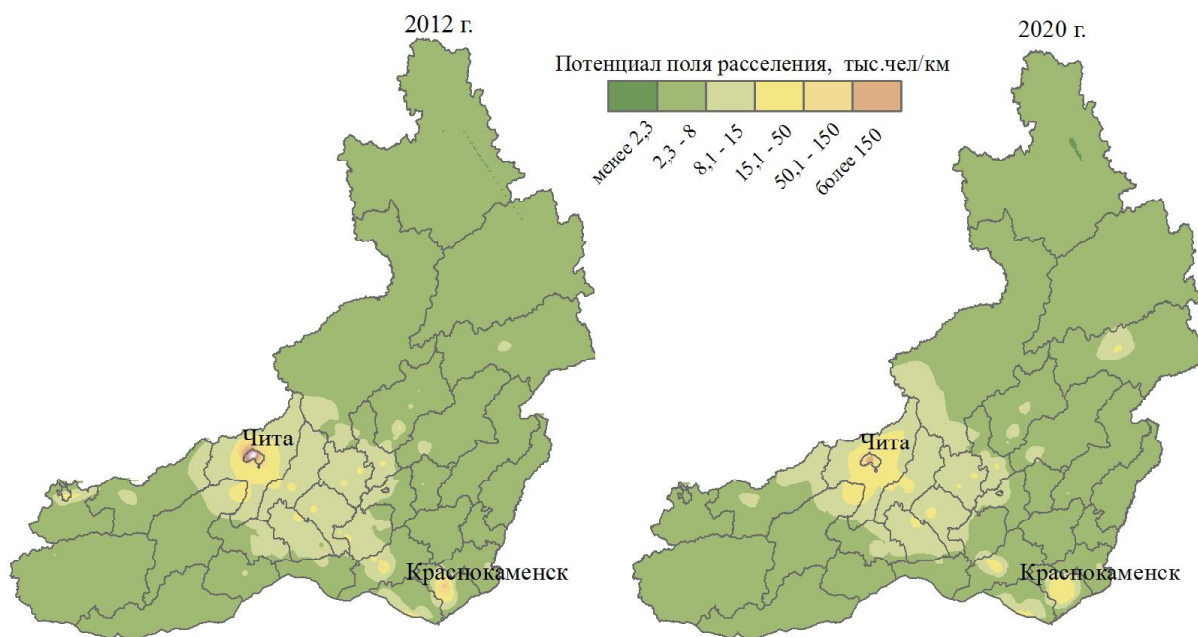 2012 г.
2020 г.
Потенциал поля расселения, тыс.чел/км
менее 2,3
2,3 - 8
8,1 - 15
15,1 - 50
50,1 - 150
более 150
Чита
Чита
Краснокаменск
Краснокаменск